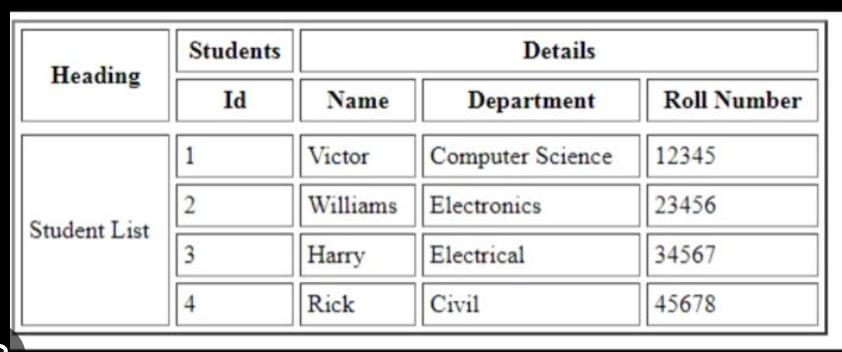 Heading Students Details
Id Name Department Roll Number
Student List 1 Victor Computer Science 12345
2 Williams Electronics 23456
3 Harry Electrical 34567
4 Rick Civil 45678